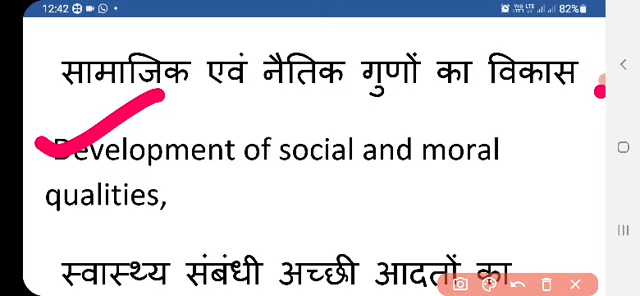 12:42 82%
सामाजिक एवं नैतिक गुणों का विकास
Development of social and moral
qualities,
स्वास्थ्य संबंधी अच्छी आदतों का